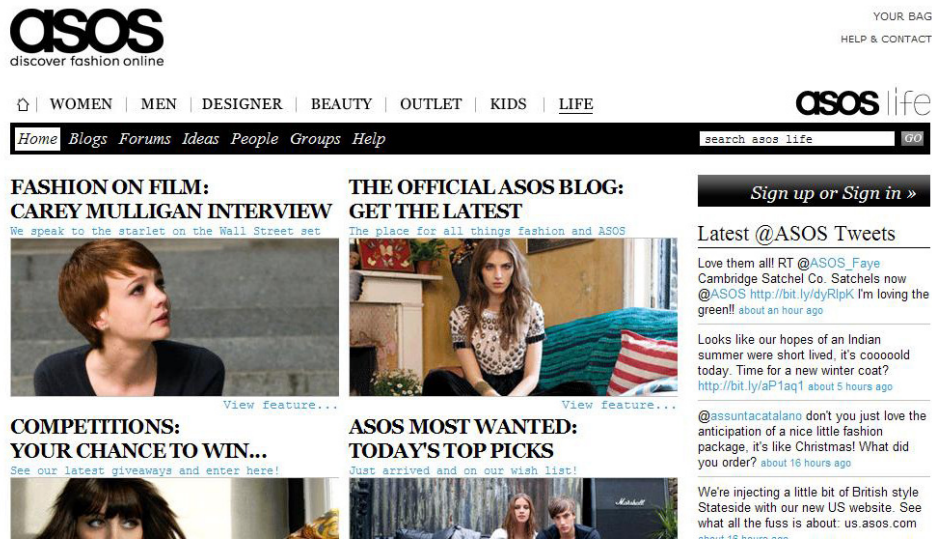 asos
discover fashion online
YOUR BAG
HELP & CONTACT
WOMEN | MEN | DESIGNER | BEAUTY | OUTLET | KIDS | LIFE
asos life
Home Blogs Forums Ideas People Groups Help
search asos life GO
FASHION ON FILM:
CAREY MULLIGAN INTERVIEW
We speak to the starlet on the Wall Street set
View feature...
THE OFFICIAL ASOS BLOG:
GET THE LATEST
The place for all things fashion and ASOS
View feature...
COMPETITIONS:
YOUR CHANCE TO WIN...
See our latest giveaways and enter here!
ASOS MOST WANTED:
TODAY'S TOP PICKS
Just arrived and on our wish list!
Marshall
Sign up or Sign in »
Latest @ASOS Tweets
Love them all! RT @ASOS_Faye
Cambridge Satchel Co. Satchels now
@ASOS http://bit.ly/dyRlpK I'm loving the
green!! about an hour ago
Looks like our hopes of an Indian
summer were short lived, it's cooooold
today. Time for a new winter coat?
http://bit.ly/aP1aq1 about 5 hours ago
@assuntacatalano don't you just love the
anticipation of a nice little fashion
package, it's like Christmas! What did
you order? about 16 hours ago
We're injecting a little bit of British style
Stateside with our new US website. See
what all the fuss is about: us.asos.com
about 16 hours ago